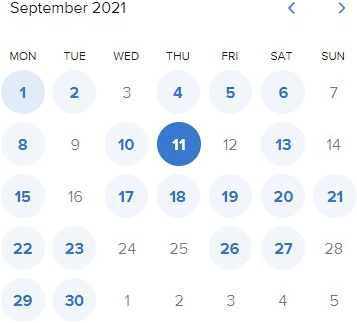 September 2021
MON TUE WED THU FRI SAT SUN
1 2 3 4 5 6 7
8 9 10 11 12 13 14
15 16 17 18 19 20 21
22 23 24 25 26 27 28
29 30 1 2 3 4 5